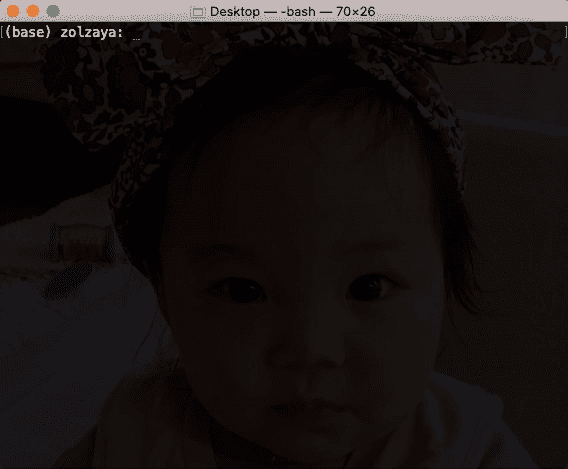 Desktop — -bash — 70×26
[(base) zolzaya: _ ]